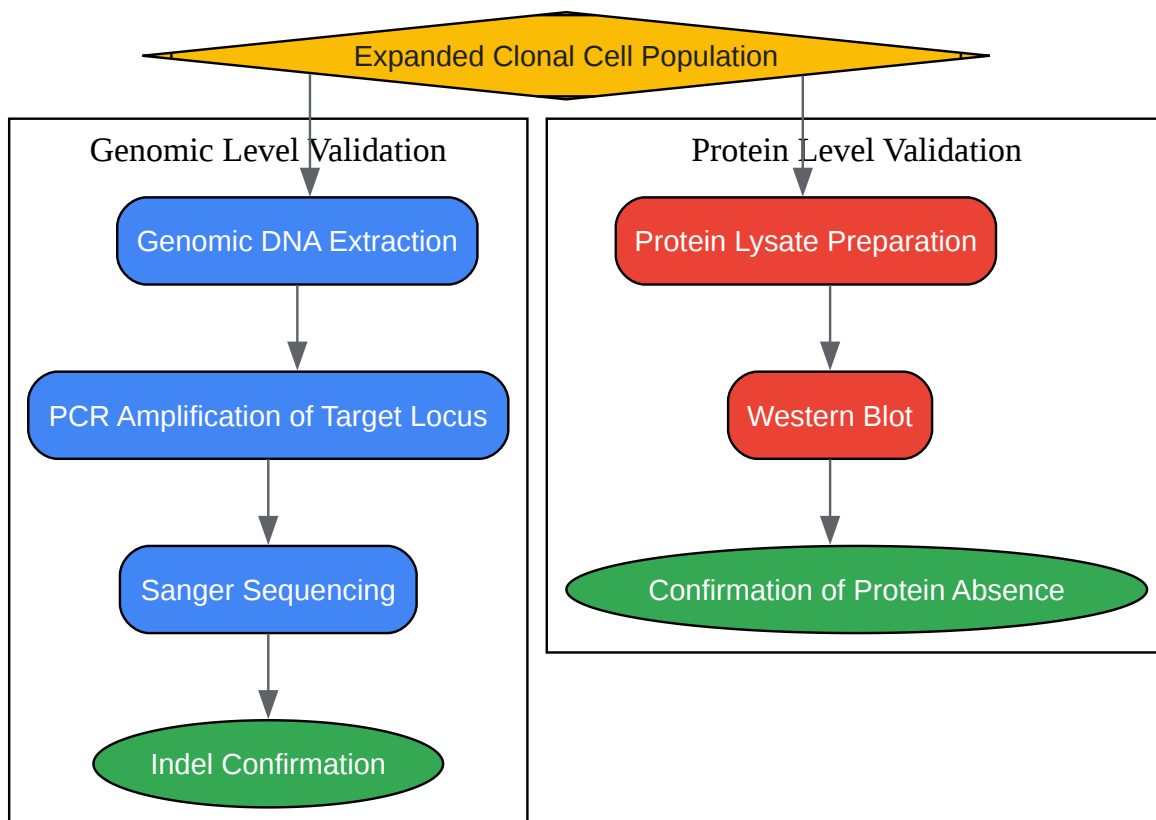 Expanded Clonal Cell Population
Genomic Level Validation
Genomic DNA Extraction
PCR Amplification of Target Locus
Sanger Sequencing
Indel Confirmation
Protein Level Validation
Protein Lysate Preparation
Western Blot
Confirmation of Protein Absence